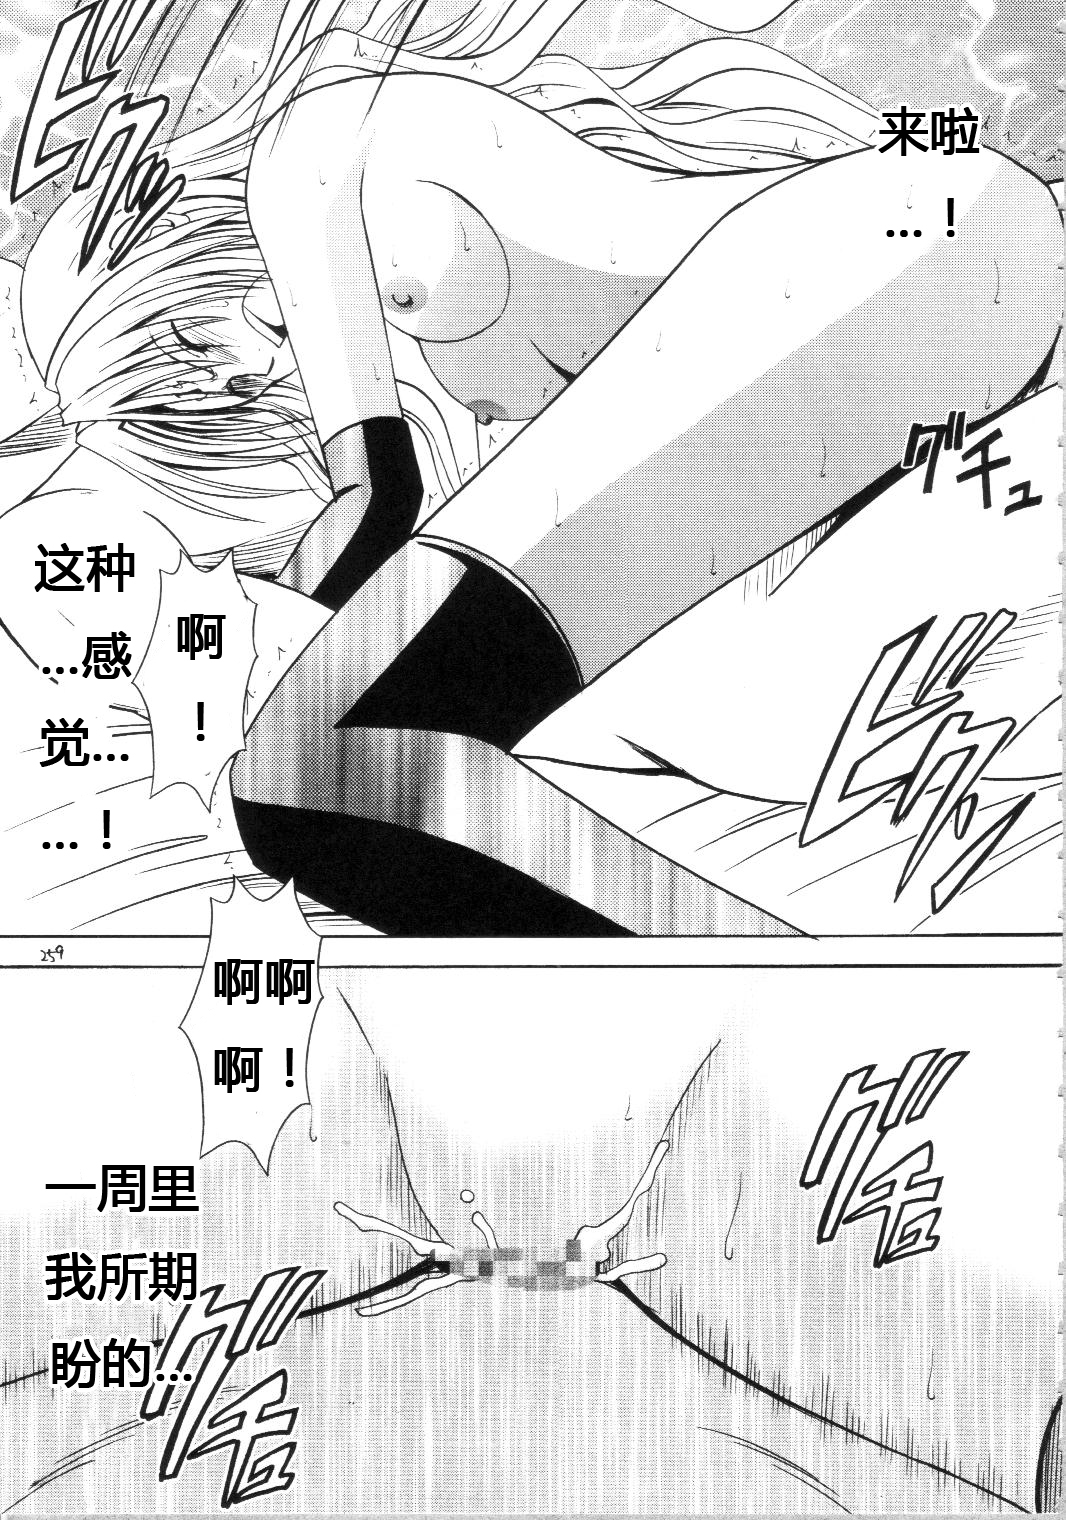 ビクッ
来啦
...！
グチュ
ビクン
啊
！
这种
...感
觉...
...！
259
啊啊
啊！
グチュ
一周里
我所期
盼的...
グチュ